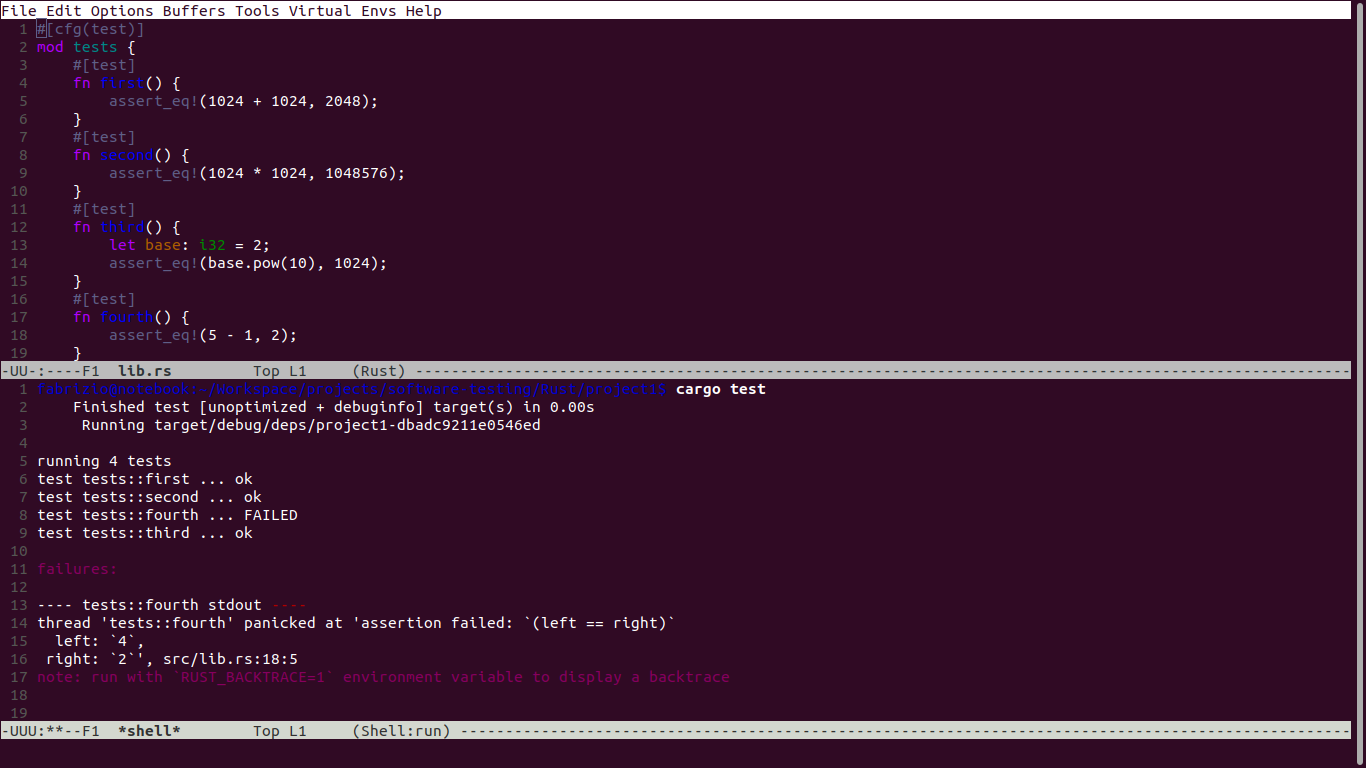 File Edit Options Buffers Tools Virtual Envs Help
1 #[cfg(test)]
2 mod tests {
3     #[test]
4     fn first() {
5         assert_eq!(1024 + 1024, 2048);
6     }
7     #[test]
8     fn second() {
9         assert_eq!(1024 * 1024, 1048576);
10     }
11     #[test]
12     fn third() {
13         let base: i32 = 2;
14         assert_eq!(base.pow(10), 1024);
15     }
16     #[test]
17     fn fourth() {
18         assert_eq!(5 - 1, 2);
19     }
-UU-:----F1  lib.rs         Top L1     (Rust) --------------------------------------------------------------------------------------------------------
1 fabrizio@notebook:~/Workspace/projects/software-testing/Rust/project1$ cargo test
2     Finished test [unoptimized + debuginfo] target(s) in 0.00s
3      Running target/debug/deps/project1-dbadc9211e0546ed
4
5 running 4 tests
6 test tests::first ... ok
7 test tests::second ... ok
8 test tests::fourth ... FAILED
9 test tests::third ... ok
10
11 failures:
12
13 ---- tests::fourth stdout ----
14 thread 'tests::fourth' panicked at 'assertion failed: `(left == right)`
15   left: `4`,
16  right: `2`', src/lib.rs:18:5
17 note: run with `RUST_BACKTRACE=1` environment variable to display a backtrace
18
19
-UUU:**--F1  *shell*        Top L1     (Shell:run) ---------------------------------------------------------------------------------------------------